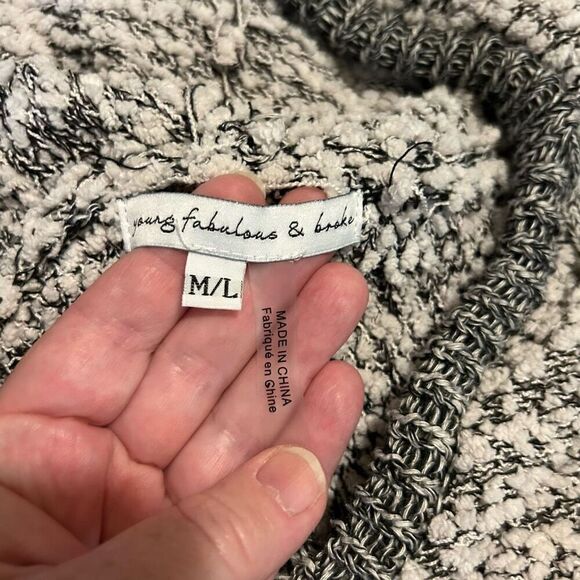 young fabulous & broke
M/L
MADE IN CHINA
Fabriqué en Chine